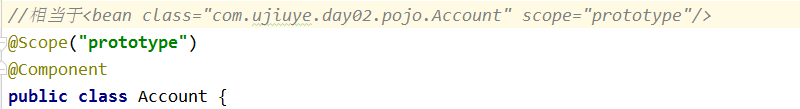 //相当于<bean class="com.ujiuye.day02.pojo.Account" scope="prototype"/>
@Scope("prototype")
@Component
public class Account {